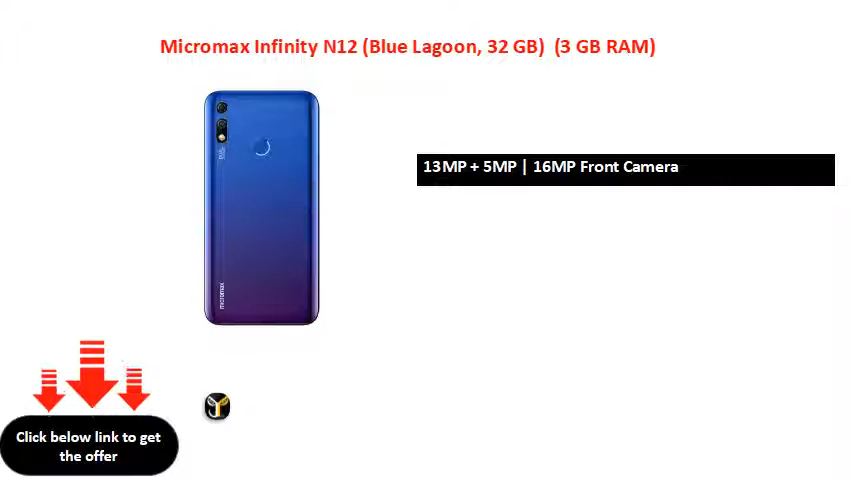 Micromax Infinity N12 (Blue Lagoon, 32 GB)  (3 GB RAM)
13MP + 5MP | 16MP Front Camera
micromax
Click below link to get
the offer